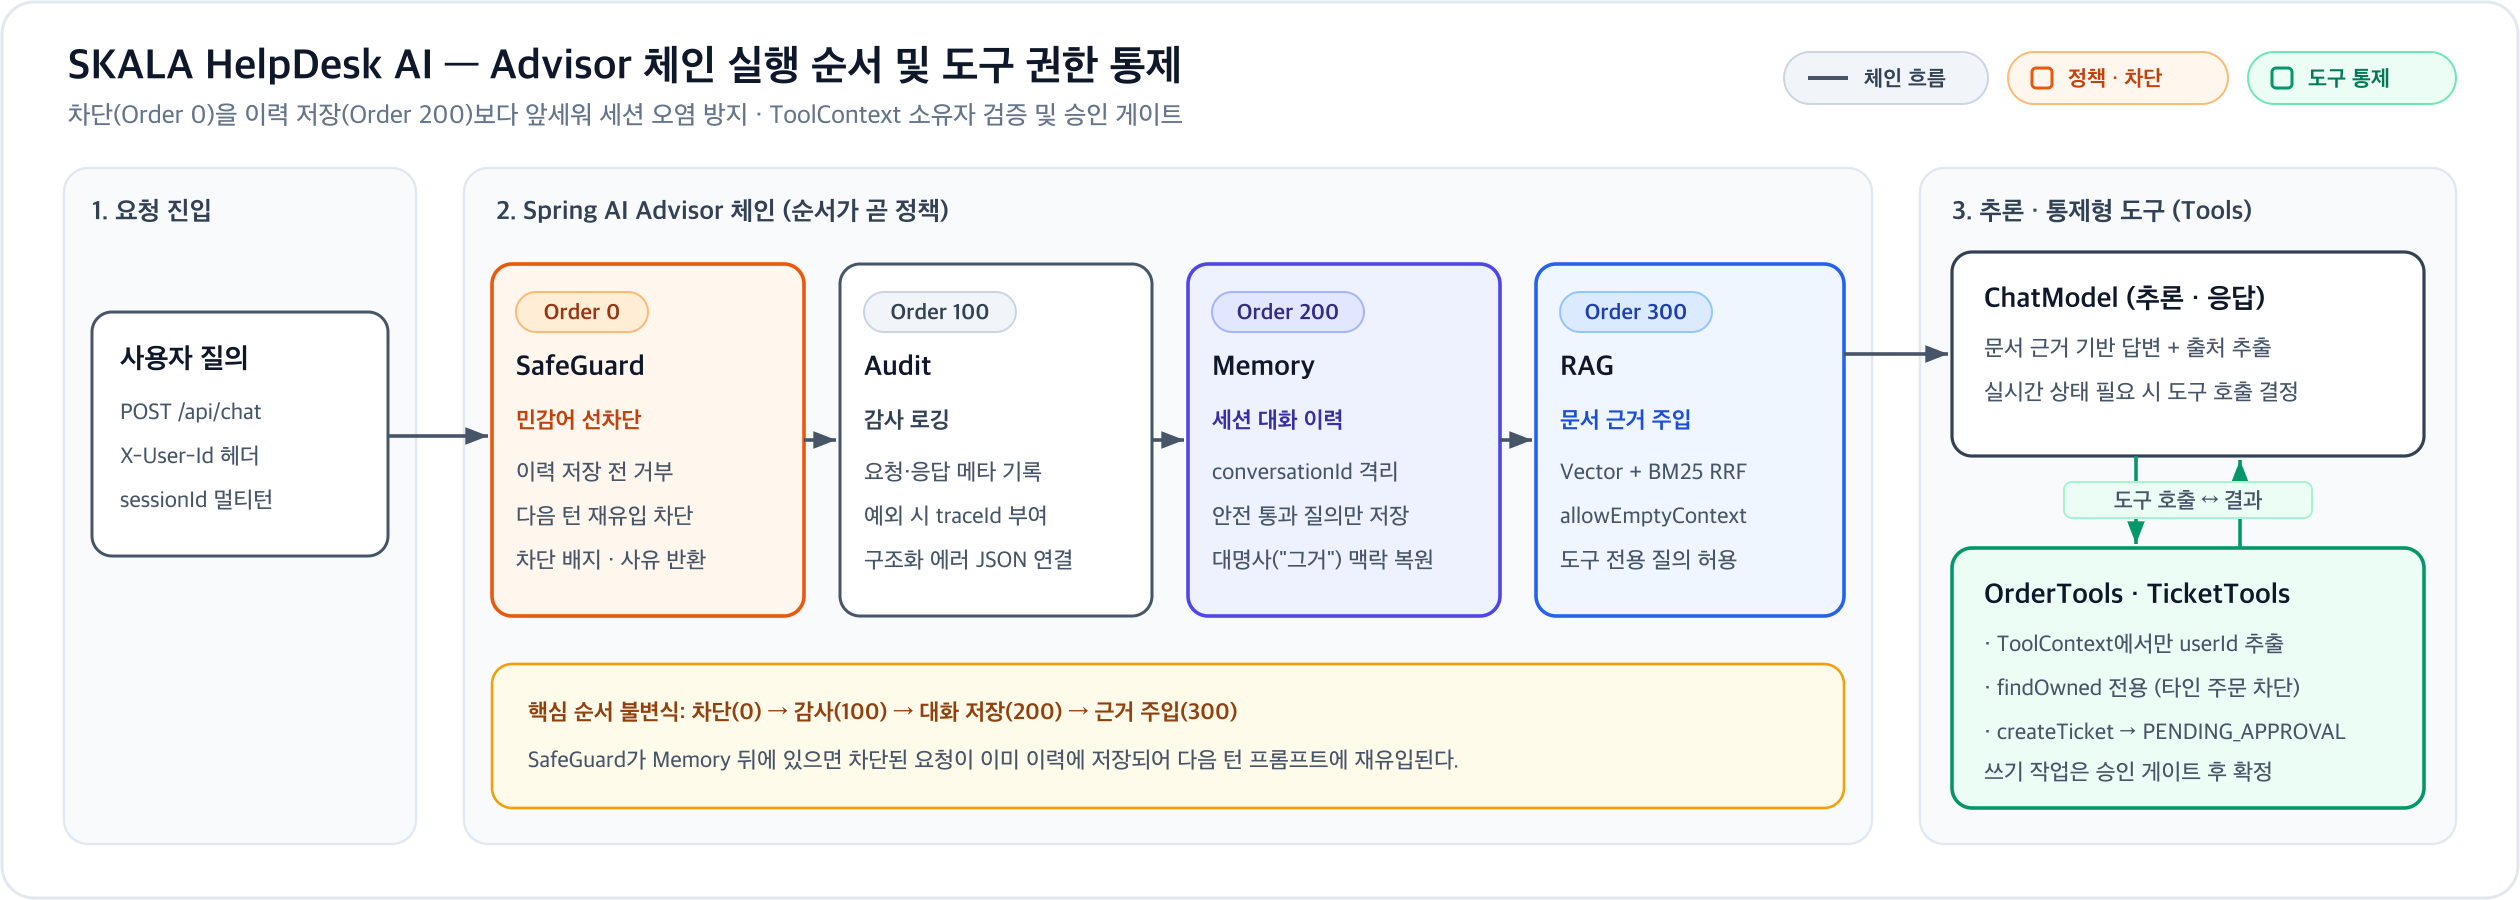 SKALA HelpDesk AI — Advisor 체인 실행 순서 및 도구 권한 통제
차단(Order 0)을 이력 저장(Order 200)보다 앞세워 세션 오염 방지 · ToolContext 소유자 검증 및 승인 게이트
체인 흐름
정책 · 차단
도구 통제
1. 요청 진입
사용자 질의
POST /api/chat
X-User-Id 헤더
sessionId 멀티턴
2. Spring AI Advisor 체인 (순서가 곧 정책)
Order 0
SafeGuard
민감어 선차단
이력 저장 전 거부
다음 턴 재유입 차단
차단 배지 · 사유 반환
Order 100
Audit
감사 로깅
요청·응답 메타 기록
예외 시 traceId 부여
구조화 에러 JSON 연결
Order 200
Memory
세션 대화 이력
conversationId 격리
안전 통과 질의만 저장
대명사("그거") 맥락 복원
Order 300
RAG
문서 근거 주입
Vector + BM25 RRF
allowEmptyContext
도구 전용 질의 허용
핵심 순서 불변식: 차단(0) → 감사(100) → 대화 저장(200) → 근거 주입(300)
SafeGuard가 Memory 뒤에 있으면 차단된 요청이 이미 이력에 저장되어 다음 턴 프롬프트에 재유입된다.
3. 추론 · 통제형 도구 (Tools)
ChatModel (추론 · 응답)
문서 근거 기반 답변 + 출처 추출
실시간 상태 필요 시 도구 호출 결정
도구 호출 ↔ 결과
OrderTools · TicketTools
· ToolContext에서만 userId 추출
· findOwned 전용 (타인 주문 차단)
· createTicket → PENDING_APPROVAL
쓰기 작업은 승인 게이트 후 확정